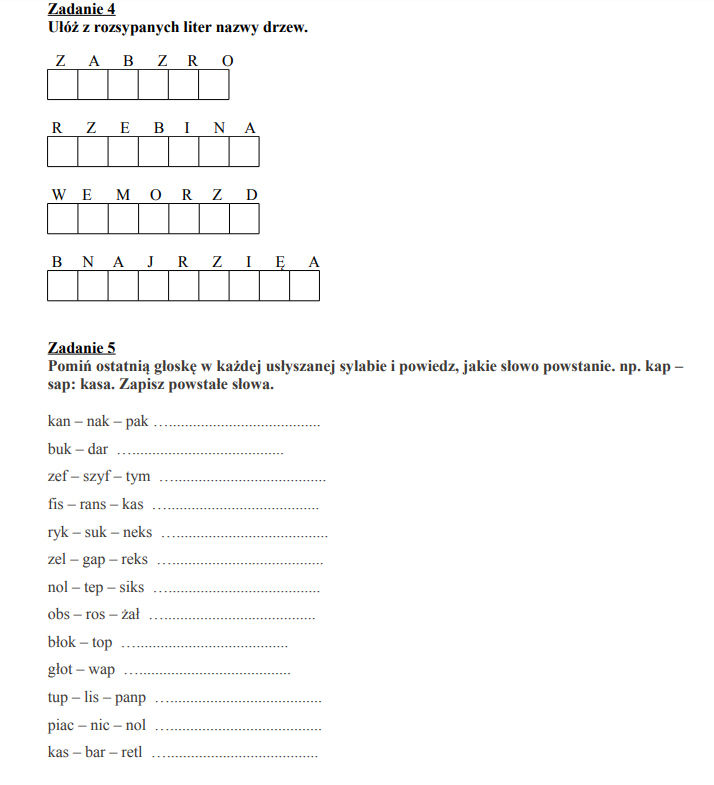 Zadanie 4
Ułóż z rozsypanych liter nazwy drzew.
Z A B Z R O
R Z E B I N A
W E M O R Z D
B N A J R Z I Ę A
Zadanie 5
Pomiń ostatnią głoskę w każdej usłyszanej sylabie i powiedz, jakie słowo powstanie. np. kap –
sap: kasa. Zapisz powstałe słowa.
kan – nak – pak ……………………………………
buk – dar ……………………………………
zef – szyf – tym ……………………………………
fis – rans – kas ……………………………………
ryk – suk – neks ……………………………………
zel – gap – reks ……………………………………
nol – tep – siks ……………………………………
obs – ros – żał ……………………………………
błok – top ……………………………………
głot – wap ……………………………………
tup – lis – panp ……………………………………
piac – nic – nol ……………………………………
kas – bar – retl ……………………………………